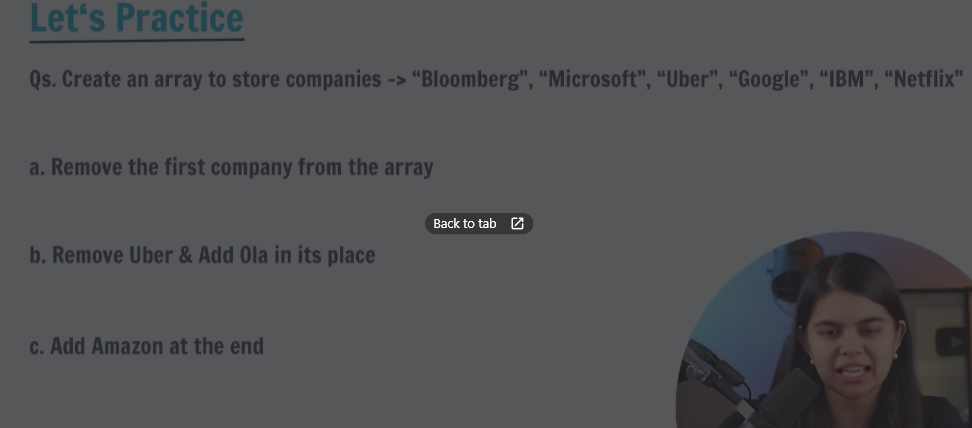 Let‘s Practice
Qs. Create an array to store companies -> “Bloomberg”, “Microsoft”, “Uber”, “Google”, “IBM”, “Netflix”
a. Remove the first company from the array
Back to tab
b. Remove Uber & Add Ola in its place
c. Add Amazon at the end